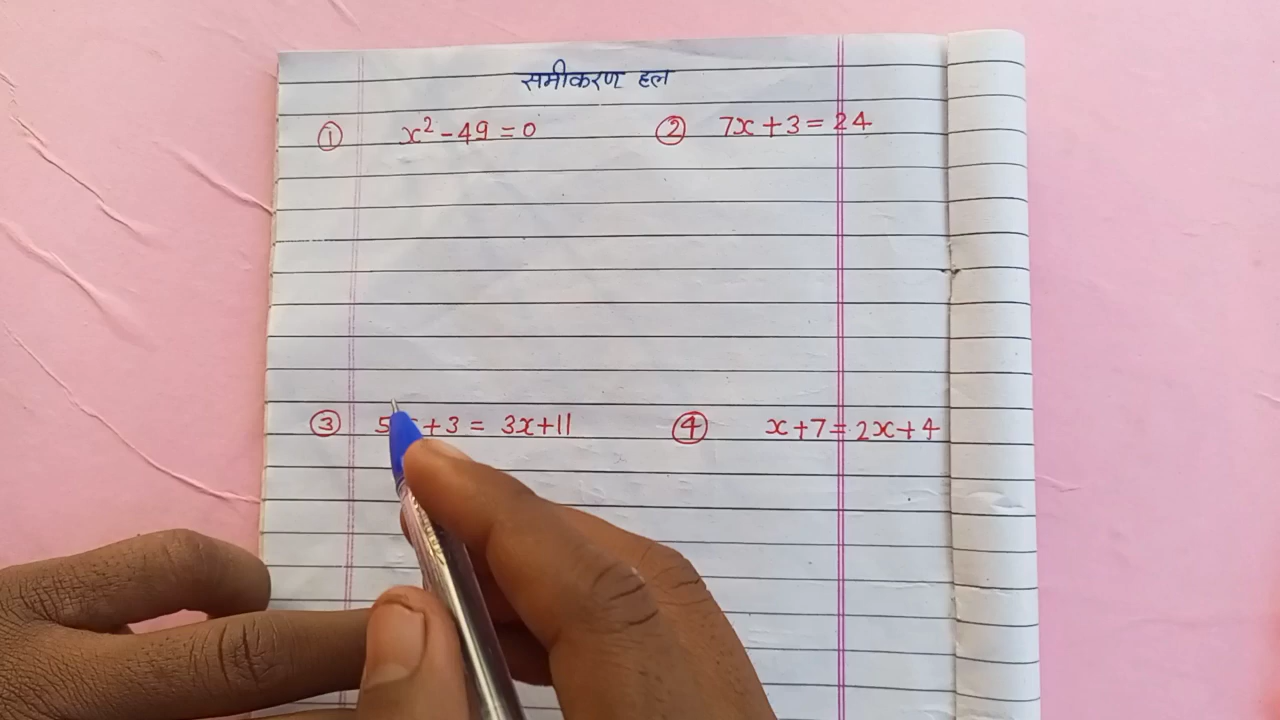 समीकरण हल
① x² - 49 = 0
② 7x + 3 = 24
③ 5x + 3 = 3x + 11
④ x + 7 = 2x + 4